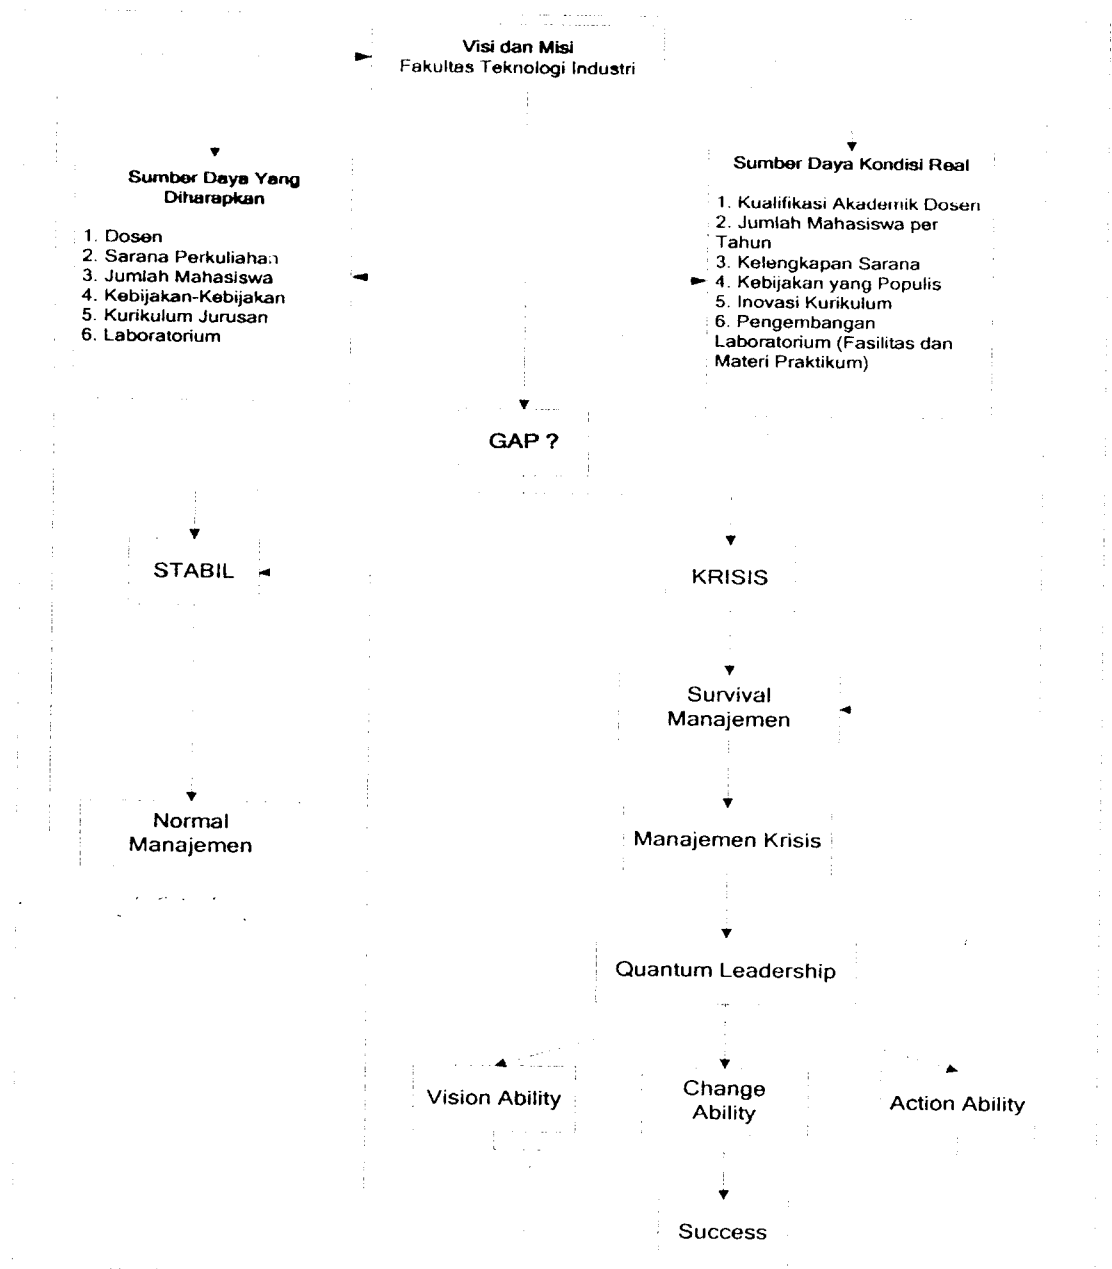 Visi dan Misi
Fakultas Teknologi Industri
Sumber Daya Yang
Diharapkan
1. Dosen
2. Sarana Perkuliahan
3. Jumlah Mahasiswa
4. Kebijakan-Kebijakan
5. Kurikulum Jurusan
6. Laboratorium
Sumber Daya Kondisi Real
1. Kualifikasi Akademik Dosen
2. Jumlah Mahasiswa per
Tahun
3. Kelengkapan Sarana
4. Kebijakan yang Populis
5. Inovasi Kurikulum
6. Pengembangan
Laboratorium (Fasilitas dan
Materi Praktikum)
GAP ?
STABIL
KRISIS
Survival
Manajemen
Normal
Manajemen
Manajemen Krisis
Quantum Leadership
Vision Ability
Change
Ability
Action Ability
Success